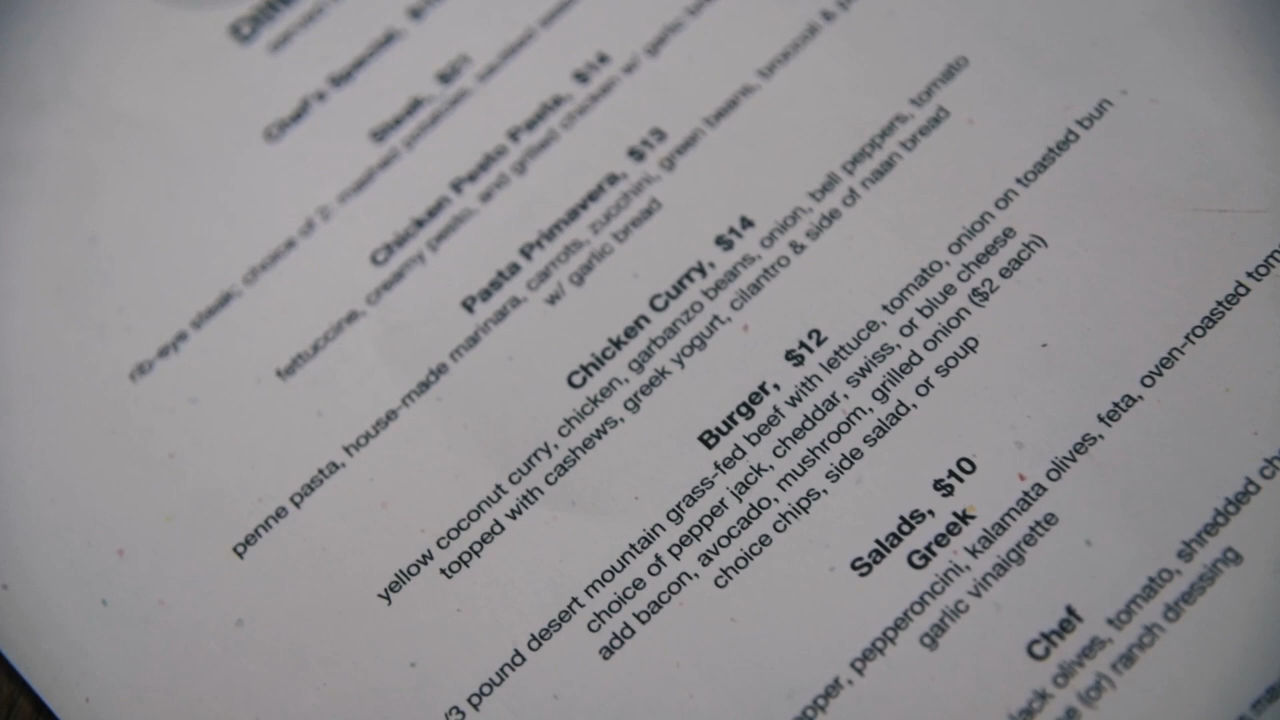 Chef's Special,
Steak, $21
rib-eye steak, choice of 2: mashed potatoes,
Chicken Pesto Pasta, $14
fettuccine, creamy pesto, and grilled chicken w/ garlic
Pasta Primavera, $13
penne pasta, house-made marinara, carrots, zucchini, green beans, broccoli &
w/ garlic bread
Chicken Curry, $14
yellow coconut curry, chicken, garbanzo beans, onion, bell peppers, tomato
topped with cashews, greek yogurt, cilantro & side of naan bread
Burger, $12
/3 pound desert mountain grass-fed beef with lettuce, tomato, onion on toasted bun
choice of pepper jack, cheddar, swiss, or blue cheese
add bacon, avocado, mushroom, grilled onion ($2 each)
choice chips, side salad, or soup
Salads, $10
Greek
pepper, pepperoncini, kalamata olives, feta, oven-roasted tom
garlic vinaigrette
Chef
olives, tomato, shredded
(or) ranch dressing